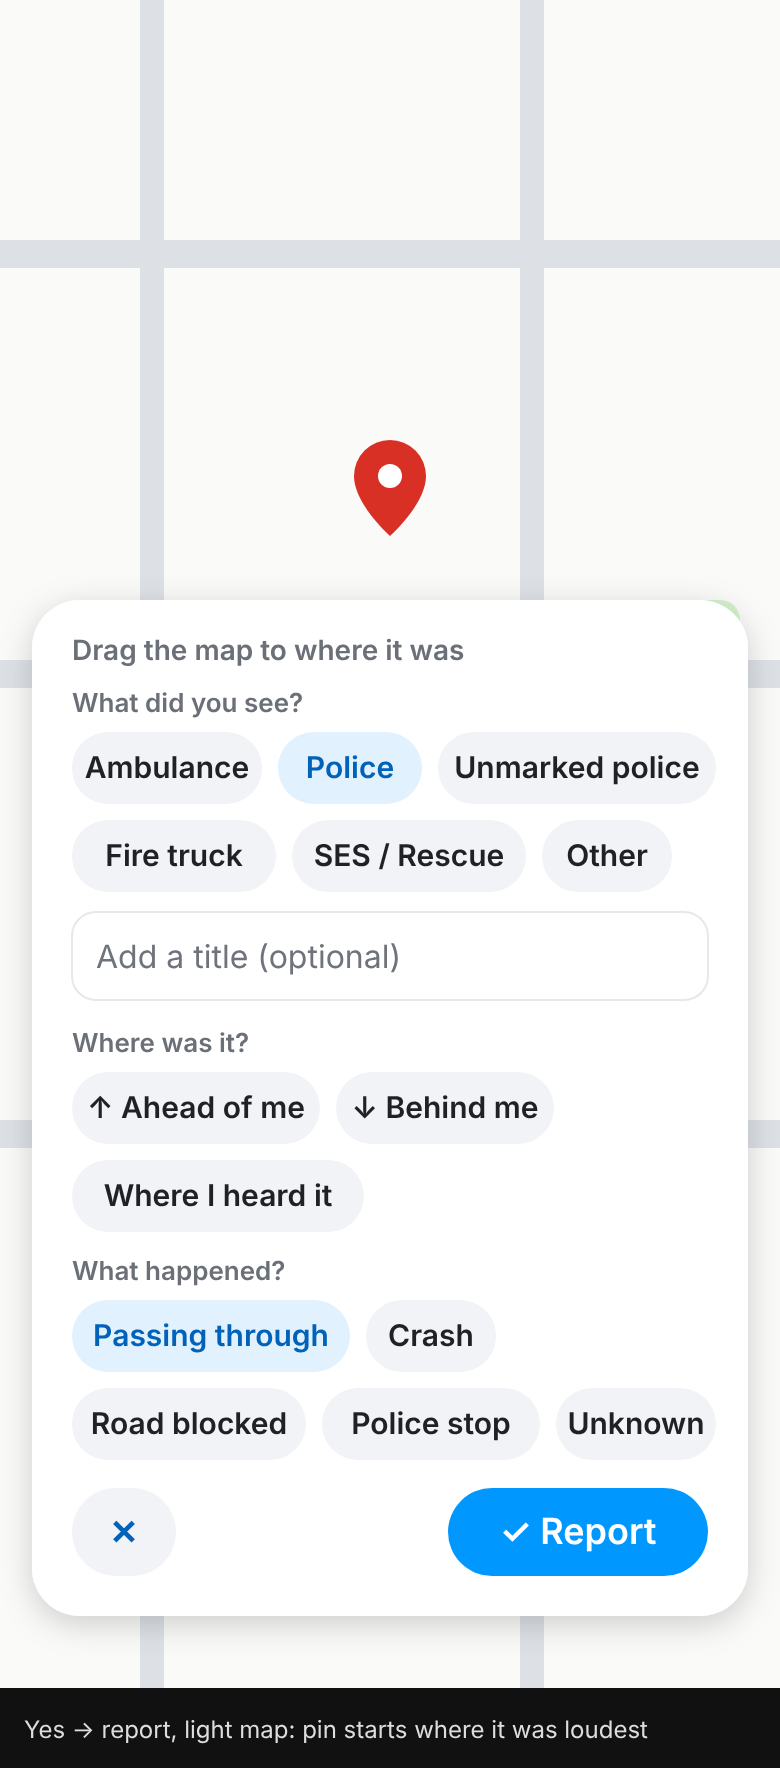 Drag the map to where it was
What did you see?
Ambulance Police Unmarked police
Fire truck SES / Rescue Other
Add a title (optional)
Where was it?
↑ Ahead of me ↓ Behind me
Where I heard it
What happened?
Passing through Crash
Road blocked Police stop Unknown
✕ ✓ Report
Yes → report, light map: pin starts where it was loudest